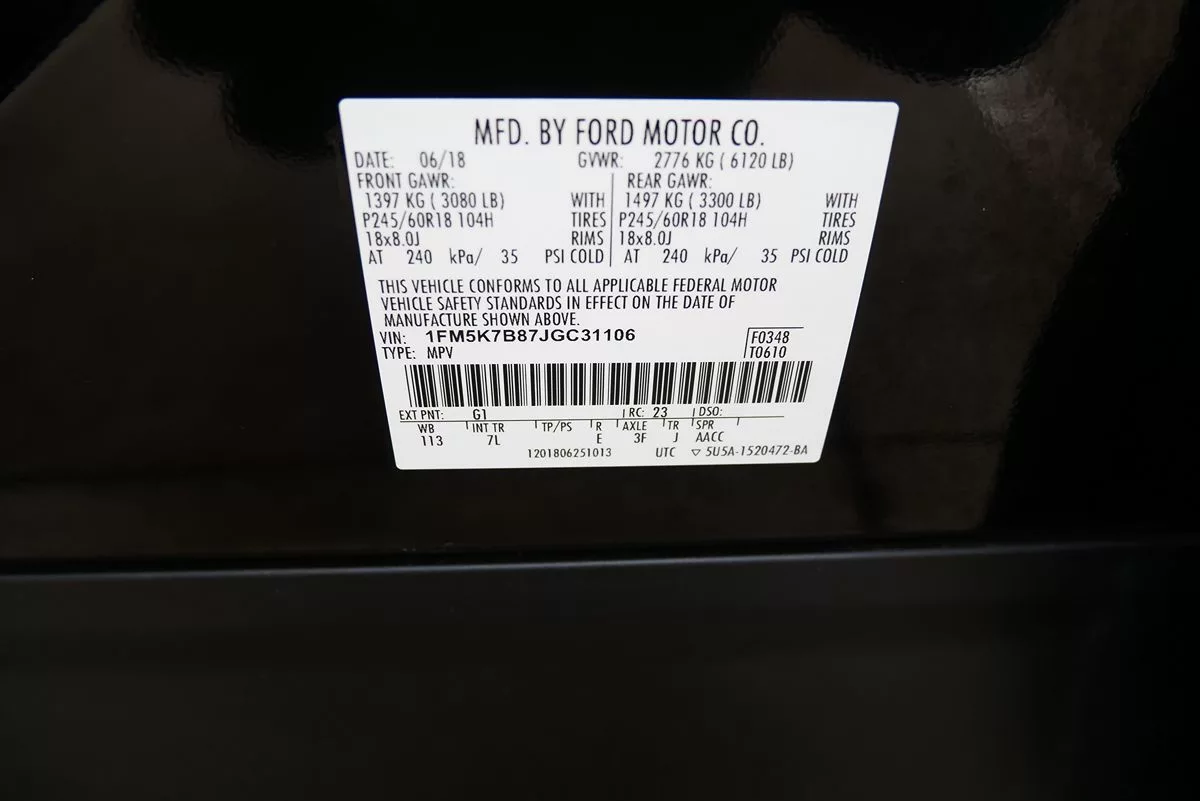 MFD. BY FORD MOTOR CO.
DATE: 06/18 GVWR: 2776 KG ( 6120 LB)
FRONT GAWR: REAR GAWR:
1397 KG ( 3080 LB) WITH 1497 KG ( 3300 LB) WITH
P245/60R18 104H TIRES P245/60R18 104H TIRES
18x8.0J RIMS 18x8.0J RIMS
AT 240 kPa/ 35 PSI COLD AT 240 kPa/ 35 PSI COLD
THIS VEHICLE CONFORMS TO ALL APPLICABLE FEDERAL MOTOR
VEHICLE SAFETY STANDARDS IN EFFECT ON THE DATE OF
MANUFACTURE SHOWN ABOVE.
VIN: 1FM5K7B87JGC31106 F0348
TYPE: MPV T0610
EXT PNT: G1 RC: 23 DSO:
WB INT TR TP/PS R AXLE TR SPR
113 7L E 3F J AACC
1201806251013 UTC ▽ 5U5A-1520472-BA